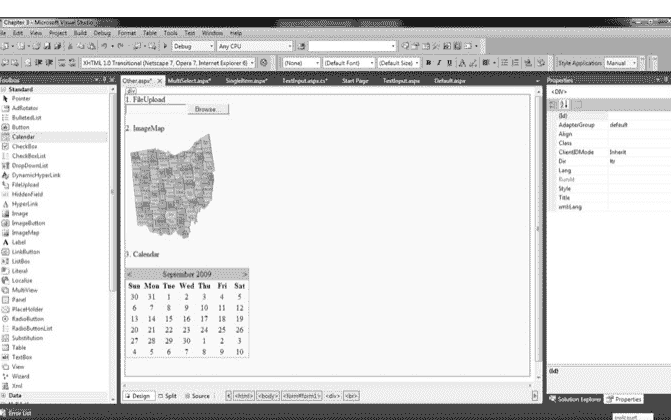 Chapter 3 - Microsoft Visual Studio
File Edit View Project Build Debug Format Table Tools Test Window Help
Debug Any CPU
XHTML 1.0 Transitional (Netscape 7, Opera 7, Internet Explorer 6) (None) (Default Font) (Default Size) B I U A Style Application: Manual
Toolbox
Other.aspx* MultiSelect.aspx* SingleItem.aspx* TextInput.aspx.cs* Start Page TextInput.aspx Default.aspx
Properties
Standard
Pointer
AdRotator
BulletedList
Button
Calendar
CheckBox
CheckBoxList
DropDownList
DynamicHyperLink
FileUpload
HiddenField
HyperLink
Image
ImageButton
ImageMap
Label
LinkButton
ListBox
Literal
Localize
MultiView
Panel
PlaceHolder
RadioButton
RadioButtonList
Substitution
Table
TextBox
View
Wizard
Xml
Data
Error List
div
1. FileUpload
Browse...
2. ImageMap
3. Calendar
< September 2009 >
Sun Mon Tue Wed Thu Fri Sat
30 31 1 2 3 4 5
6 7 8 9 10 11 12
13 14 15 16 17 18 19
20 21 22 23 24 25 26
27 28 29 30 1 2 3
4 5 6 7 8 9 10
Design Split Source <html> <body> <form#form1> <div> <br>
<DIV>
(Id)
AdapterGroup default
Align
Class
ClientIDMode Inherit
Dir ltr
Lang
RunAt
Style
Title
xml:Lang
(Id)
Solution Explorer Properties